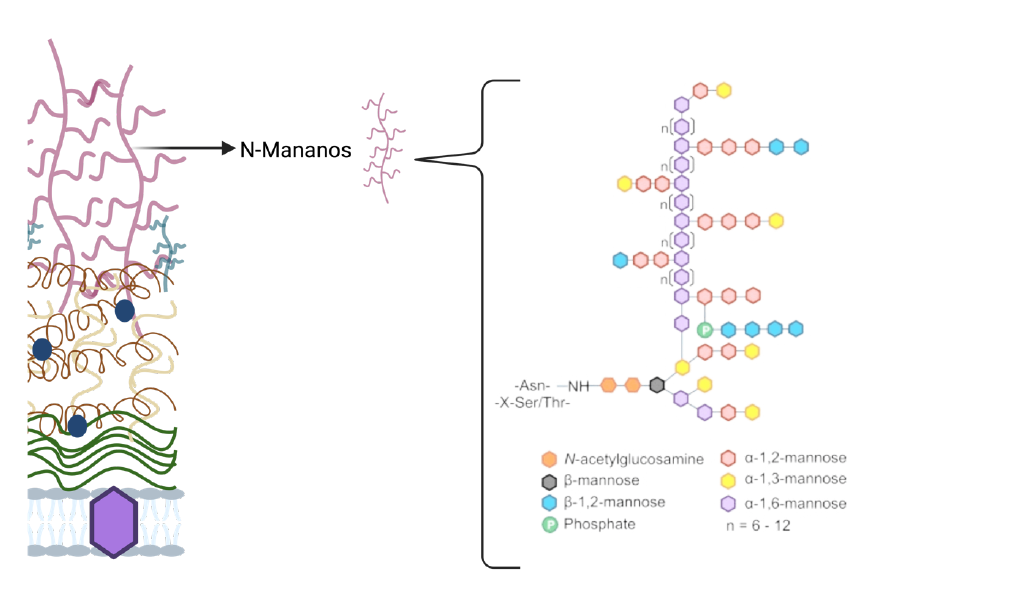 N-Mananos
n[ ]
n[ ]
n[ ]
n[ ]
n[ ]
P
-Asn- —NH
-X-Ser/Thr-
N-acetylglucosamine
β-mannose
β-1,2-mannose
P Phosphate
α-1,2-mannose
α-1,3-mannose
α-1,6-mannose
n = 6 - 12